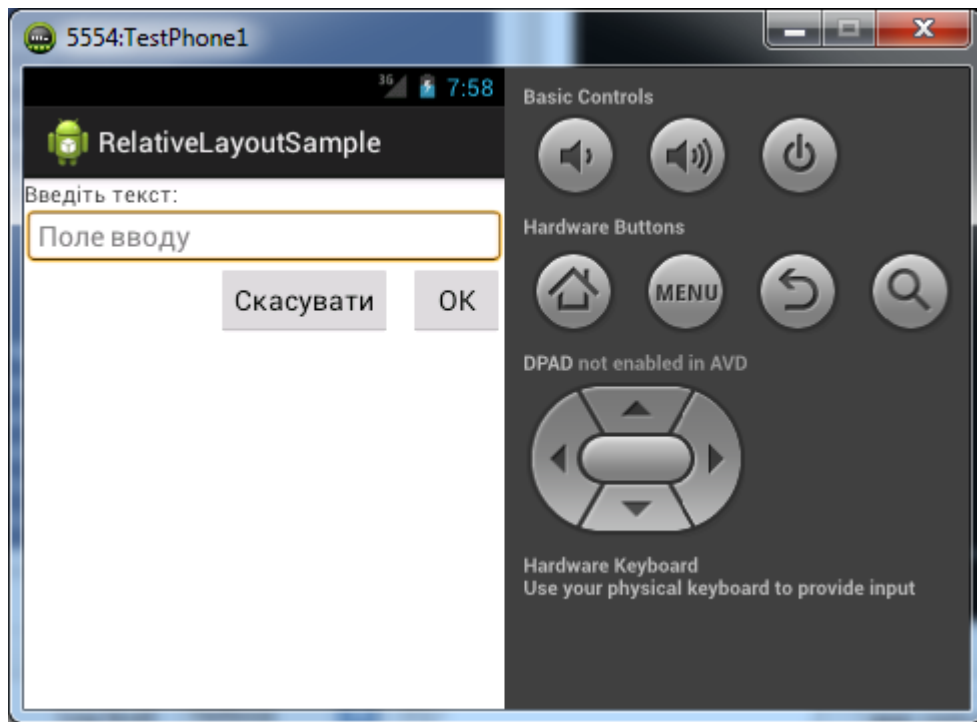 5554:TestPhone1
3G 7:58
RelativeLayoutSample
Введіть текст:
Поле вводу
Скасувати OK
Basic Controls
Hardware Buttons
MENU
DPAD not enabled in AVD
Hardware Keyboard
Use your physical keyboard to provide input